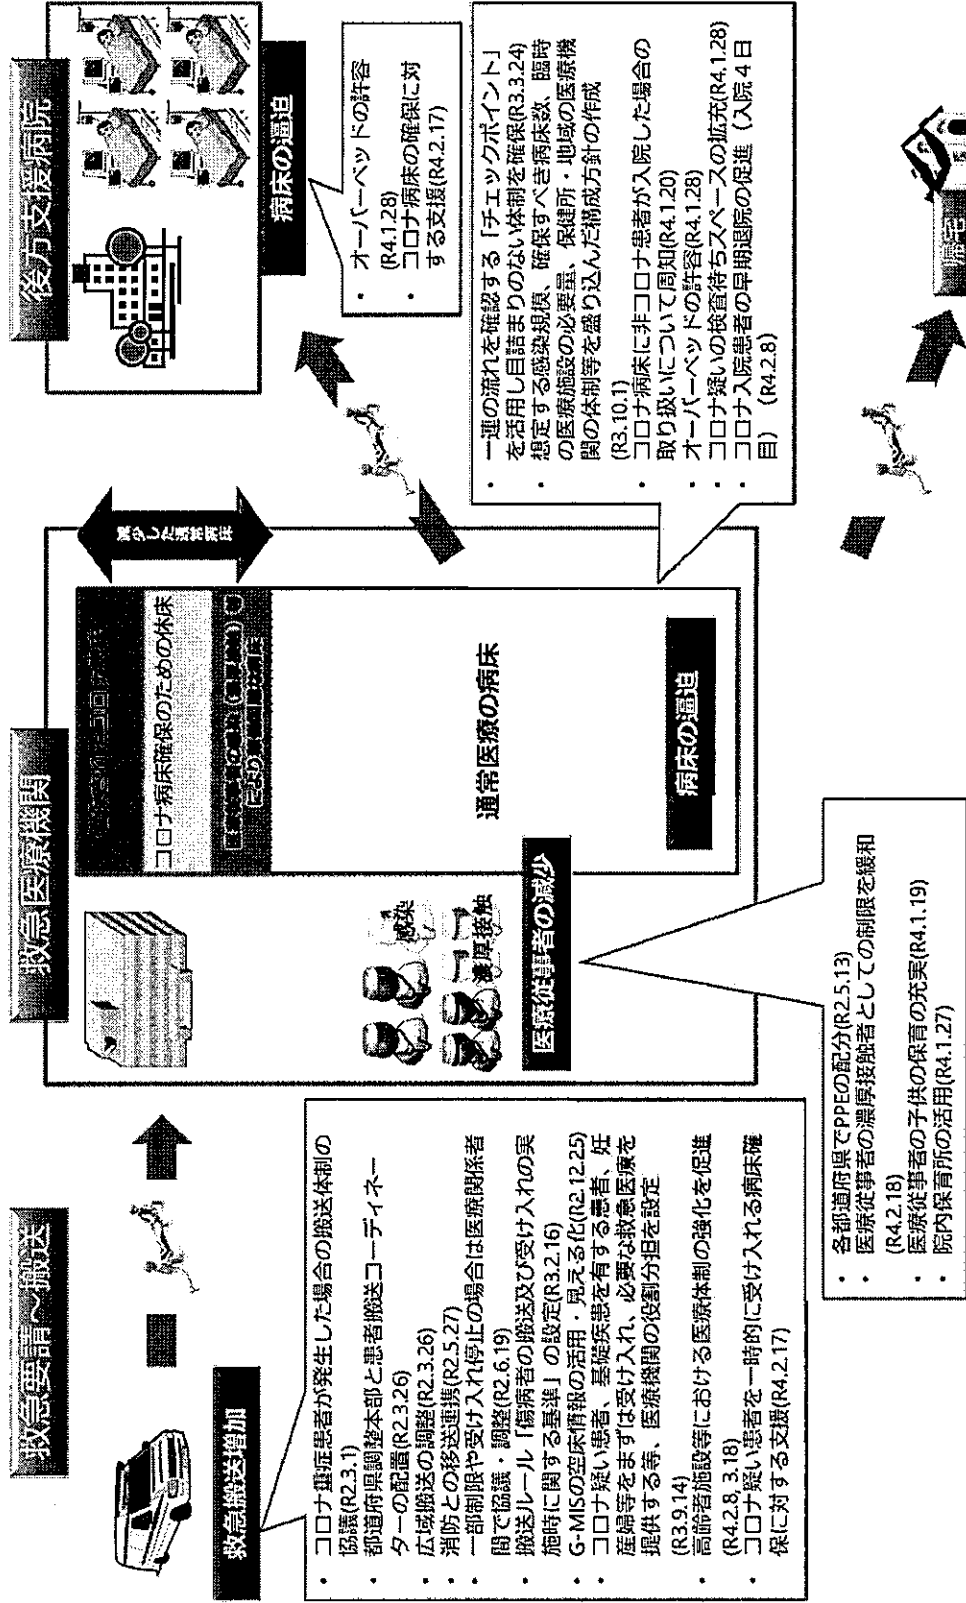 救急要請～搬送
救急搬送増加
・ コロナ重症患者が発生した場合の搬送体制の
協議(R2.3.1)
・ 都道府県調整本部と患者搬送コーディネー
ターの配置(R2.3.26)
・ 広域搬送の調整(R2.3.26)
・ 消防との移送連携(R2.5.27)
・ 一部制限や受け入れ停止の場合は医療関係者
間で協議・調整(R2.6.19)
・ 搬送ルール「傷病者の搬送及び受け入れの実
施時に関する基準」の設定(R3.2.16)
・ G-MISの空床情報の活用・見える化(R2.12.25)
・ コロナ疑い患者、基礎疾患を有する患者、妊
産婦等をまずは受け入れ、必要な救急医療を
提供する等、医療機関の役割分担を設定
(R3.9.14)
・ 高齢者施設等における医療体制の強化を促進
(R4.2.8, 3.18)
・ コロナ疑い患者を一時的に受け入れる病床確
保に対する支援(R4.2.17)
救急医療機関
感染
濃厚接触
医療従事者の減少
コロナ病床確保のための休床
により稼働困難な病床
通常医療の病床
病床の逼迫
減少した通常病床
・ 各都道府県でPPEの配分(R2.5.13)
・ 医療従事者の濃厚接触者としての制限を緩和
(R4.2.18)
・ 医療従事者の子供の保育の充実(R4.1.19)
・ 院内保育所の活用(R4.1.27)
後方支援病院
病床の逼迫
・ オーバーベッドの許容
(R4.1.28)
・ コロナ病床の確保に対
する支援(R4.2.17)
・ 一連の流れを確認する「チェックポイント」
を活用し目詰まりのない体制を確保(R3.3.24)
・ 想定する感染規模、確保すべき病床数、臨時
の医療施設の必要量、保健所・地域の医療機
関の体制等を盛り込んだ構成方針の作成
(R3.10.1)
・ コロナ病床に非コロナ患者が入院した場合の
取り扱いについて周知(R4.1.20)
・ オーバーベッドの許容(R4.1.28)
・ コロナ疑いの検査待ちスペースの拡充(R4.1.28)
・ コロナ入院患者の早期退院の促進（入院４日
目）(R4.2.8)